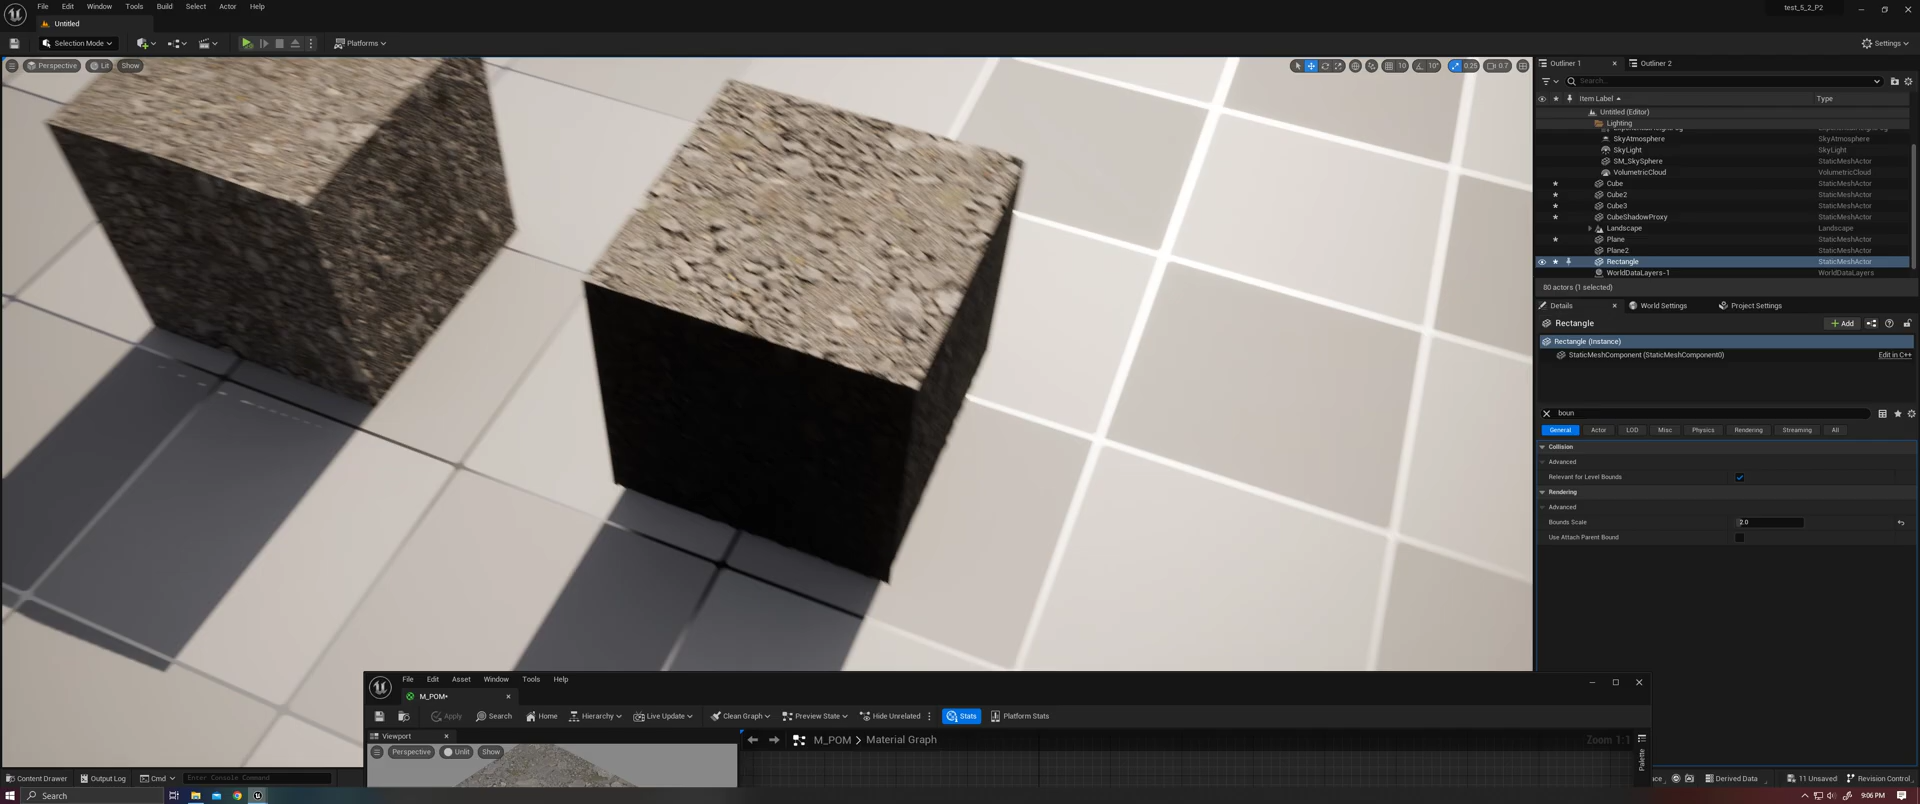 File Edit Window Tools Build Select Actor Help
test_5_2_P2
Untitled
Selection Mode
Platforms
Settings
Perspective Lit Show
10 10° 0.25 0.7
Outliner 1 Outliner 2
Search...
Item Label Type
Untitled (Editor)
Lighting
SkyAtmosphere SkyAtmosphere
SkyLight SkyLight
SM_SkySphere StaticMeshActor
VolumetricCloud VolumetricCloud
Cube StaticMeshActor
Cube2 StaticMeshActor
Cube3 StaticMeshActor
CubeShadowProxy StaticMeshActor
Landscape Landscape
Plane StaticMeshActor
Plane2 StaticMeshActor
Rectangle StaticMeshActor
WorldDataLayers-1 WorldDataLayers
80 actors (1 selected)
Details World Settings Project Settings
Rectangle
Add
Rectangle (Instance)
StaticMeshComponent (StaticMeshComponent0) Edit in C++
boun
General Actor LOD Misc Physics Rendering Streaming All
Collision
Advanced
Relevant for Level Bounds
Rendering
Advanced
Bounds Scale 2.0
Use Attach Parent Bound
File Edit Asset Window Tools Help
M_POM•
Apply Search Home Hierarchy Live Update Clean Graph Preview State Hide Unrelated Stats Platform Stats
Viewport
M_POM > Material Graph
Zoom 1:1
Palette
Perspective Unlit Show
Content Drawer Output Log Cmd Enter Console Command
Derived Data 11 Unsaved Revision Control
Search
9:06 PM